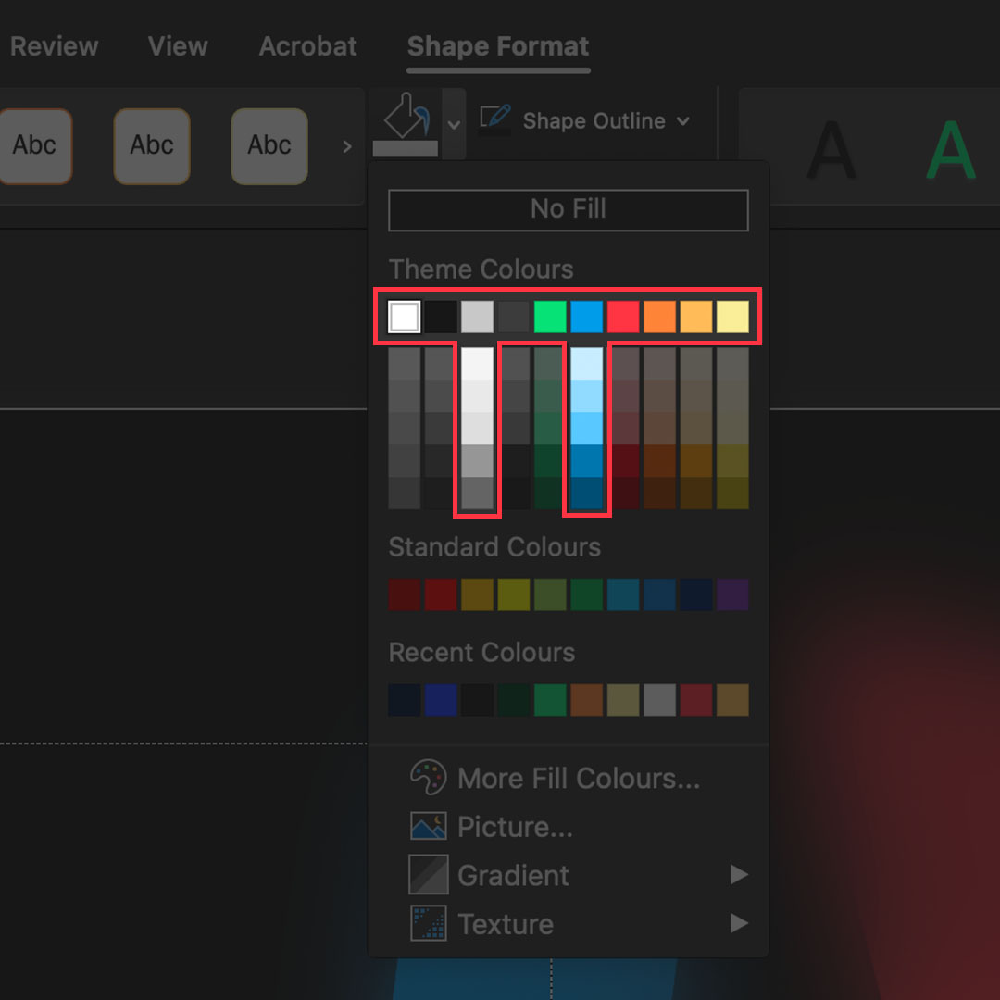 Review View Acrobat Shape Format
Abc Abc Abc Shape Outline A A
No Fill
Theme Colours
Standard Colours
Recent Colours
More Fill Colours...
Picture...
Gradient
Texture